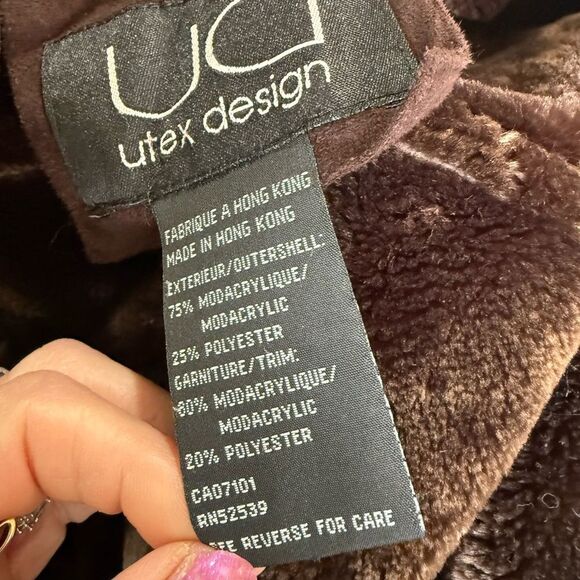 ud
utex design
FABRIQUE A HONG KONG
MADE IN HONG KONG
EXTERIEUR/OUTERSHELL:
75% MODACRYLIQUE/
MODACRYLIC
25% POLYESTER
GARNITURE/TRIM:
80% MODACRYLIQUE/
MODACRYLIC
20% POLYESTER
CA07101
RN52539
SEE REVERSE FOR CARE